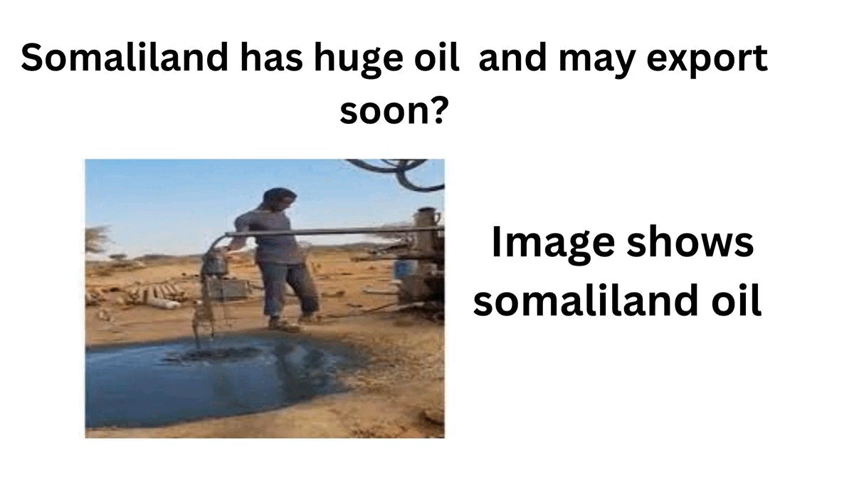 Somaliland has huge oil and may export
soon?
Image shows
somaliland oil